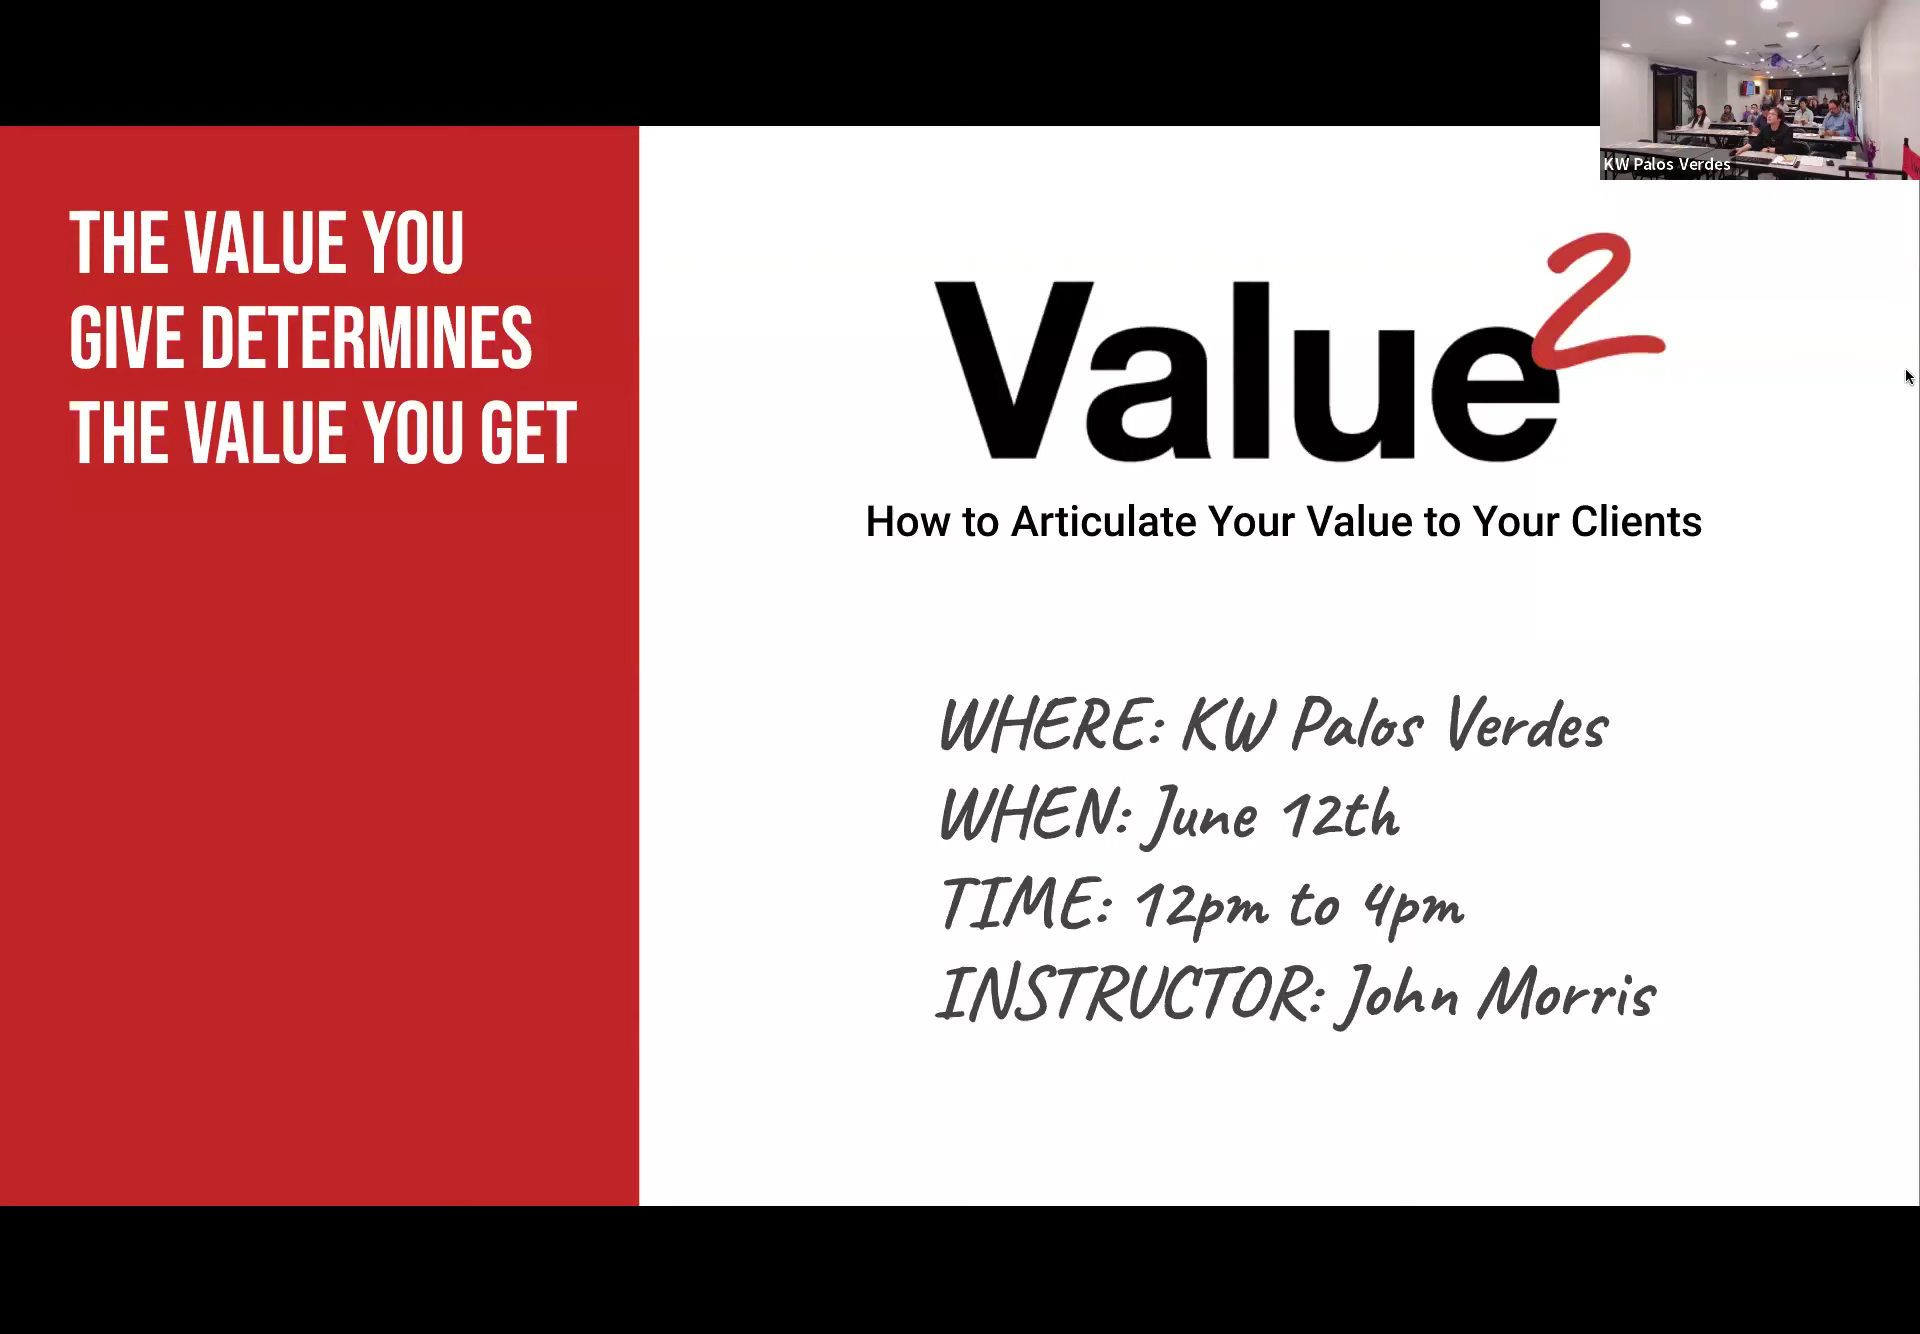 KW Palos Verdes
THE VALUE YOU
GIVE DETERMINES
THE VALUE YOU GET
Value2
How to Articulate Your Value to Your Clients
WHERE: KW Palos Verdes
WHEN: June 12th
TIME: 12pm to 4pm
INSTRUCTOR: John Morris